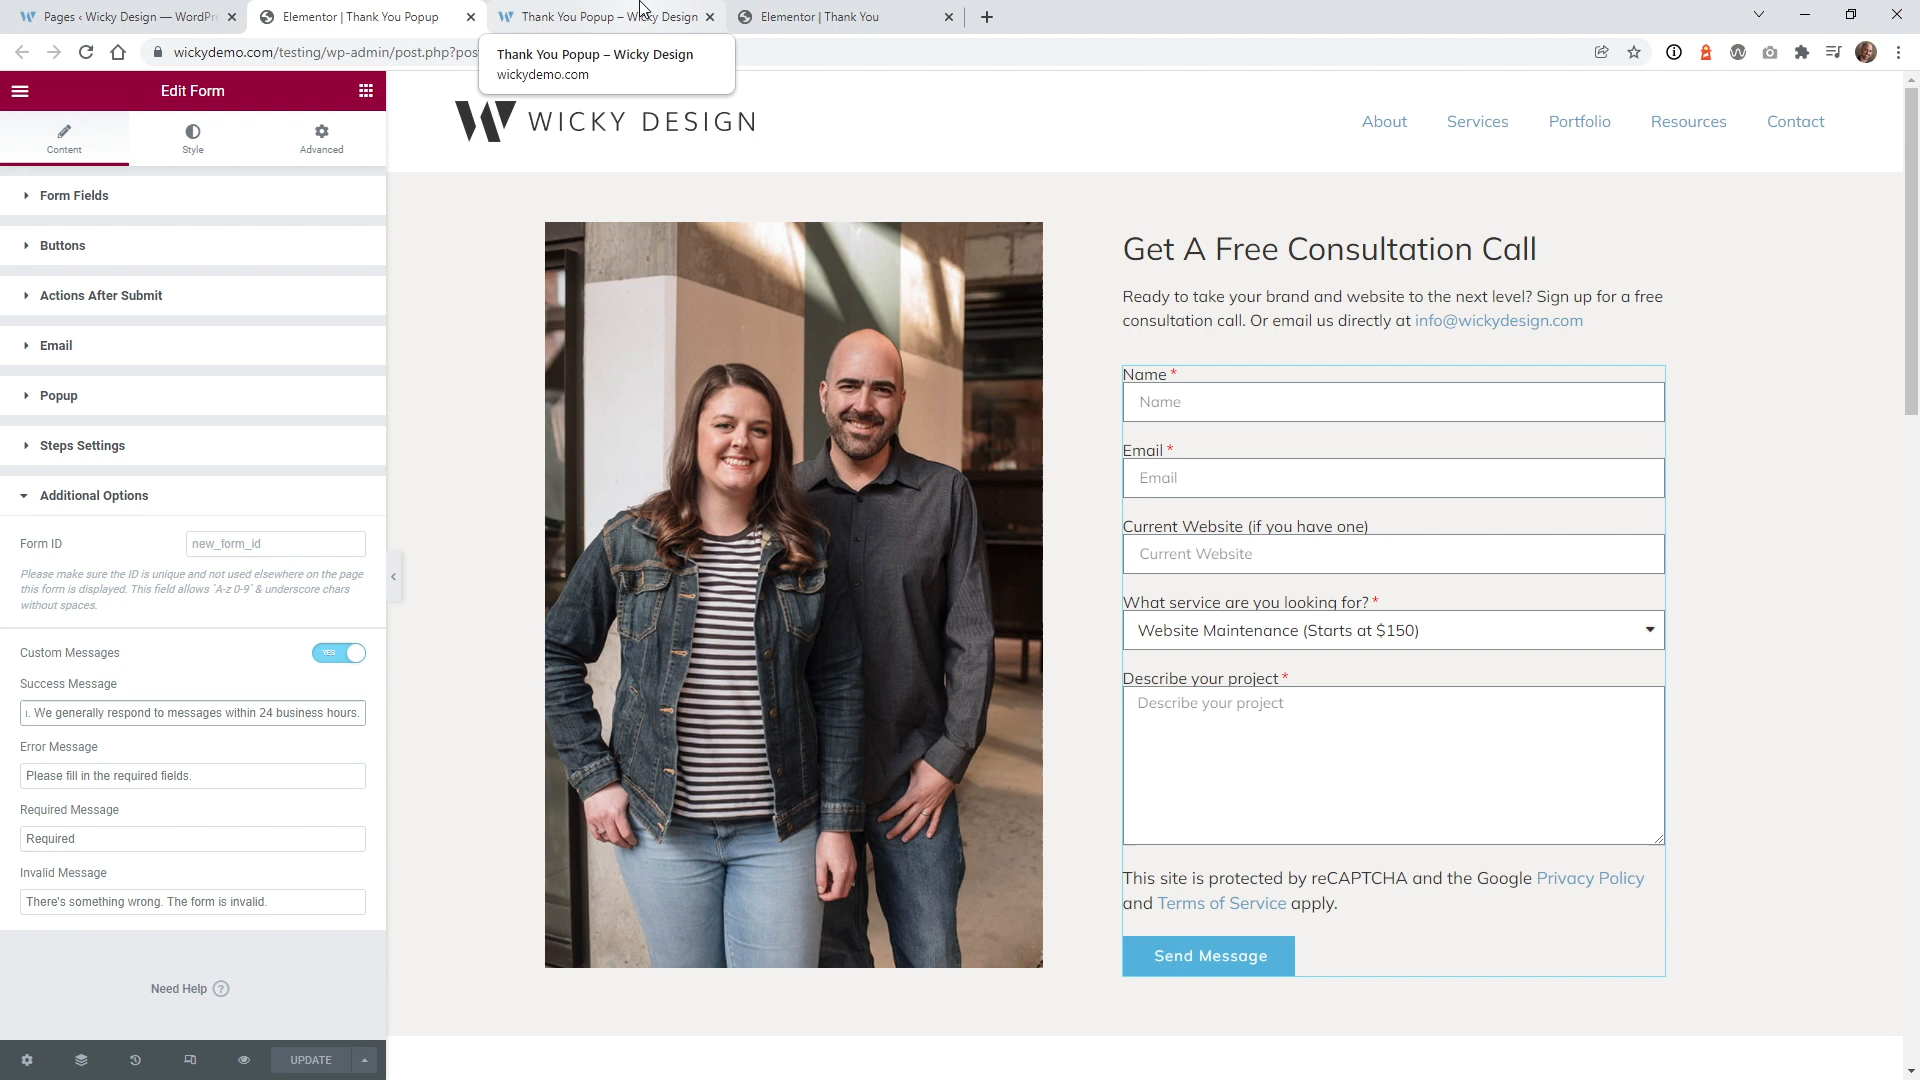 Pages ‹ Wicky Design — WordPr
Elementor | Thank You Popup
Thank You Popup – Wicky Design
Elementor | Thank You
wickydemo.com/testing/wp-admin/post.php?pos
Thank You Popup – Wicky Design
wickydemo.com
Edit Form
Content
Style
Advanced
Form Fields
Buttons
Actions After Submit
Email
Popup
Steps Settings
Additional Options
Form ID
new_form_id
Please make sure the ID is unique and not used elsewhere on the page
this form is displayed. This field allows `A-z 0-9` & underscore chars
without spaces.
Custom Messages
YES
Success Message
. We generally respond to messages within 24 business hours.
Error Message
Please fill in the required fields.
Required Message
Required
Invalid Message
There's something wrong. The form is invalid.
Need Help ?
UPDATE
W WICKY DESIGN
About
Services
Portfolio
Resources
Contact
Get A Free Consultation Call
Ready to take your brand and website to the next level? Sign up for a free
consultation call. Or email us directly at info@wickydesign.com
Name *
Name
Email *
Email
Current Website (if you have one)
Current Website
What service are you looking for? *
Website Maintenance (Starts at $150)
Describe your project *
Describe your project
This site is protected by reCAPTCHA and the Google Privacy Policy
and Terms of Service apply.
Send Message